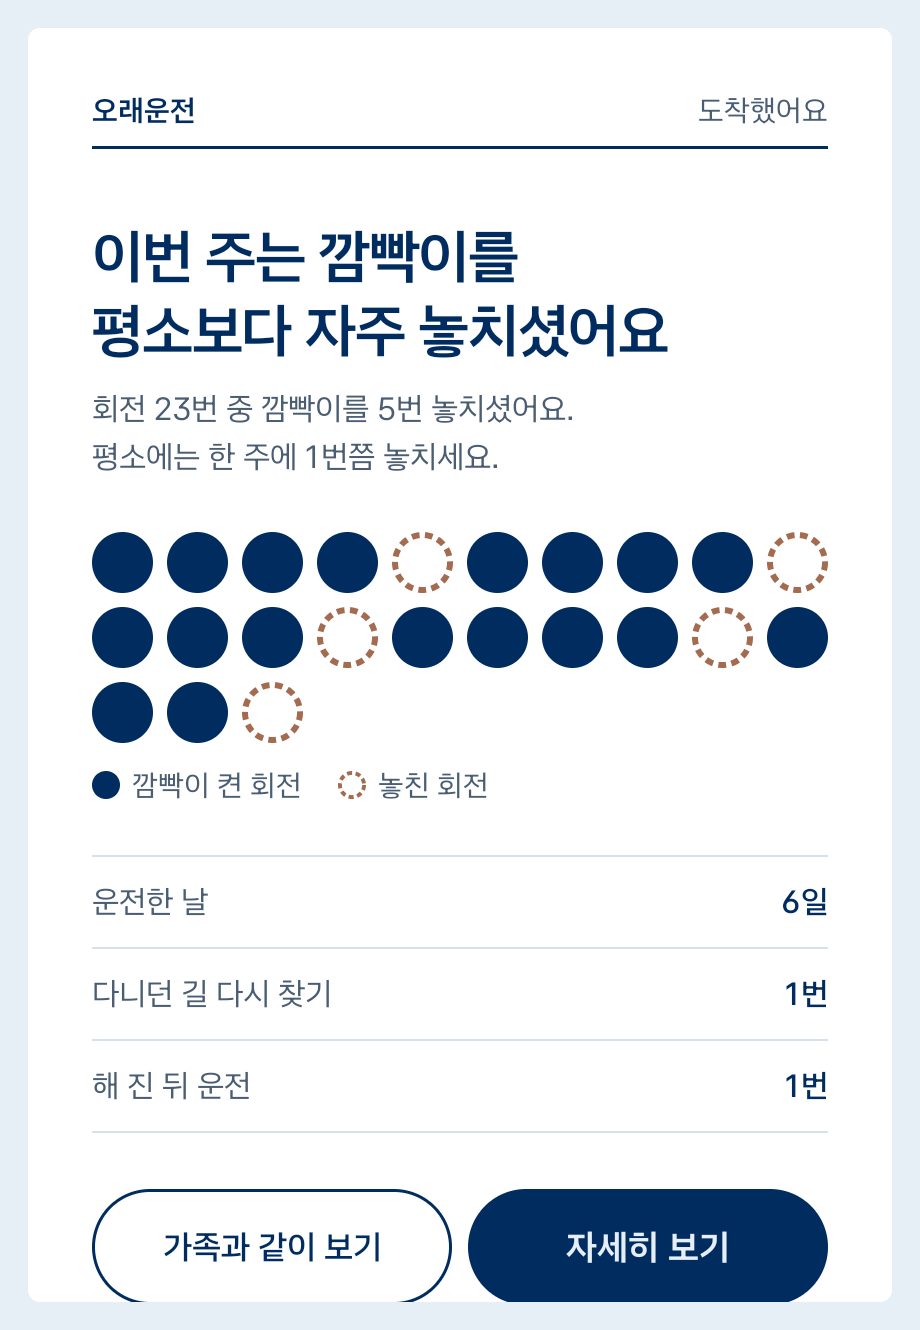 오래운전
도착했어요
이번 주는 깜빡이를
평소보다 자주 놓치셨어요
회전 23번 중 깜빡이를 5번 놓치셨어요.
평소에는 한 주에 1번쯤 놓치세요.
깜빡이 켠 회전
놓친 회전
운전한 날
6일
다니던 길 다시 찾기
1번
해 진 뒤 운전
1번
가족과 같이 보기
자세히 보기